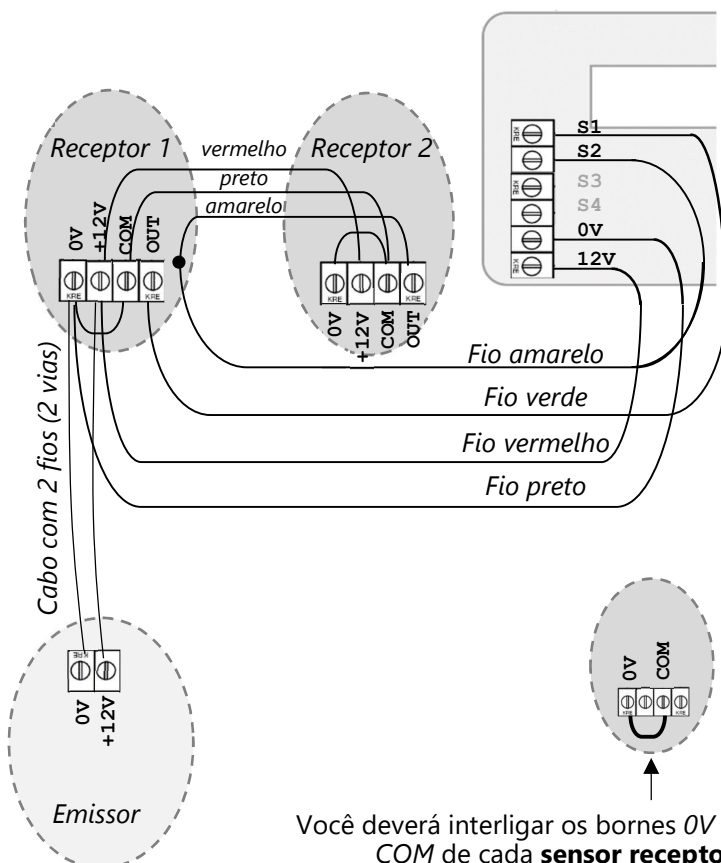 S1
S2
S3
S4
0V
12V
KRE
KRE
KRE
Receptor 1
vermelho
Receptor 2
preto
amarelo
0V
+12V
COM
OUT
KRE
KRE
KRE
KRE
0V
+12V
COM
OUT
Fio amarelo
Fio verde
Fio vermelho
Fio preto
Cabo com 2 fios (2 vias)
KRE
0V
+12V
Emissor
0V
COM
KRE
KRE
Você deverá interligar os bornes 0V
COM de cada sensor recepto